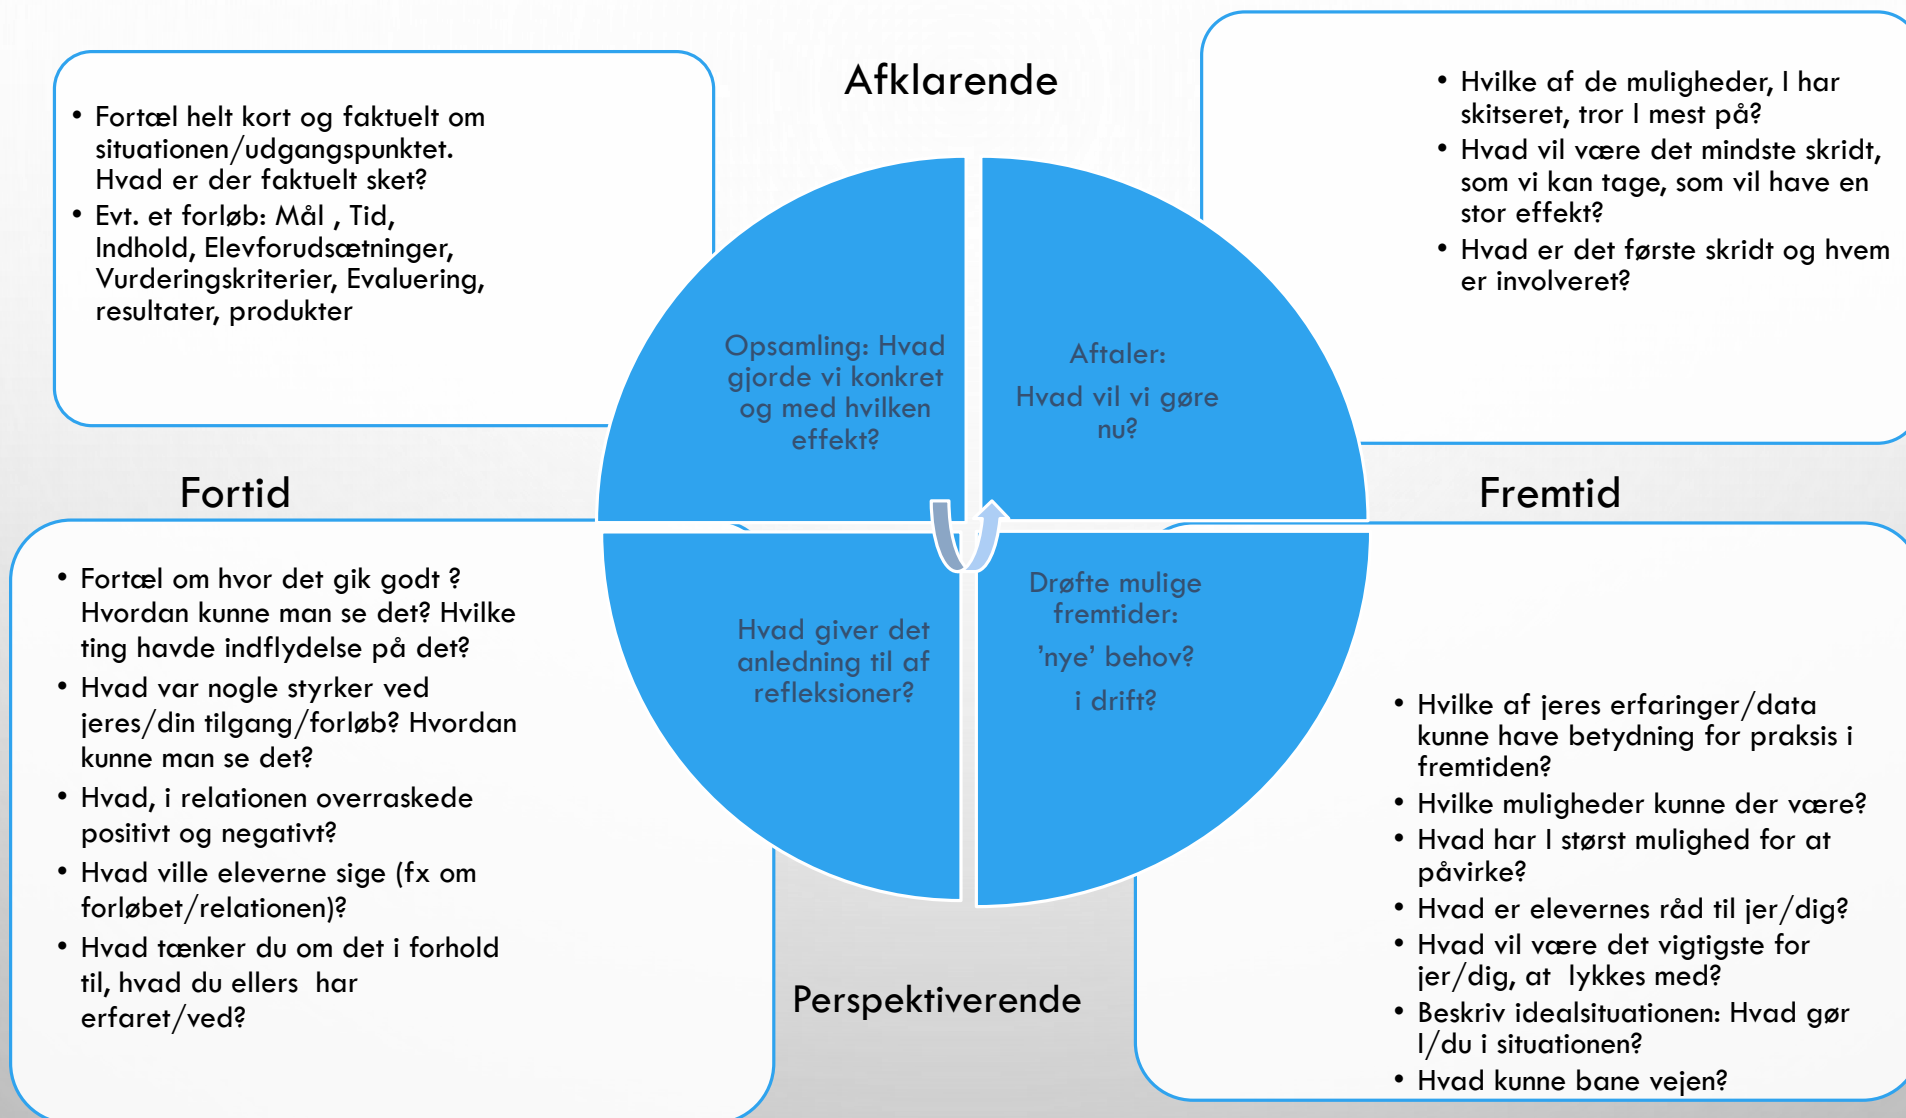 Afklarende
• Fortæl helt kort og faktuelt om
situationen/udgangspunktet.
Hvad er der faktuelt sket?
• Evt. et forløb: Mål , Tid,
Indhold, Elevforudsætninger,
Vurderingskriterier, Evaluering,
resultater, produkter
• Hvilke af de muligheder, I har
skitseret, tror I mest på?
• Hvad vil være det mindste skridt,
som vi kan tage, som vil have en
stor effekt?
• Hvad er det første skridt og hvem
er involveret?
Opsamling: Hvad
gjorde vi konkret
og med hvilken
effekt?
Aftaler:
Hvad vil vi gøre
nu?
Fortid
Fremtid
• Fortæl om hvor det gik godt ?
Hvordan kunne man se det? Hvilke
ting havde indflydelse på det?
• Hvad var nogle styrker ved
jeres/din tilgang/forløb? Hvordan
kunne man se det?
• Hvad, i relationen overraskede
positivt og negativt?
• Hvad ville eleverne sige (fx om
forløbet/relationen)?
• Hvad tænker du om det i forhold
til, hvad du ellers  har
erfaret/ved?
Hvad giver det
anledning til af
refleksioner?
Drøfte mulige
fremtider:
’nye’ behov?
i drift?
• Hvilke af jeres erfaringer/data
kunne have betydning for praksis i
fremtiden?
• Hvilke muligheder kunne der være?
• Hvad har I størst mulighed for at
påvirke?
• Hvad er elevernes råd til jer/dig?
• Hvad vil være det vigtigste for
jer/dig, at  lykkes med?
• Beskriv idealsituationen: Hvad gør
I/du i situationen?
• Hvad kunne bane vejen?
Perspektiverende